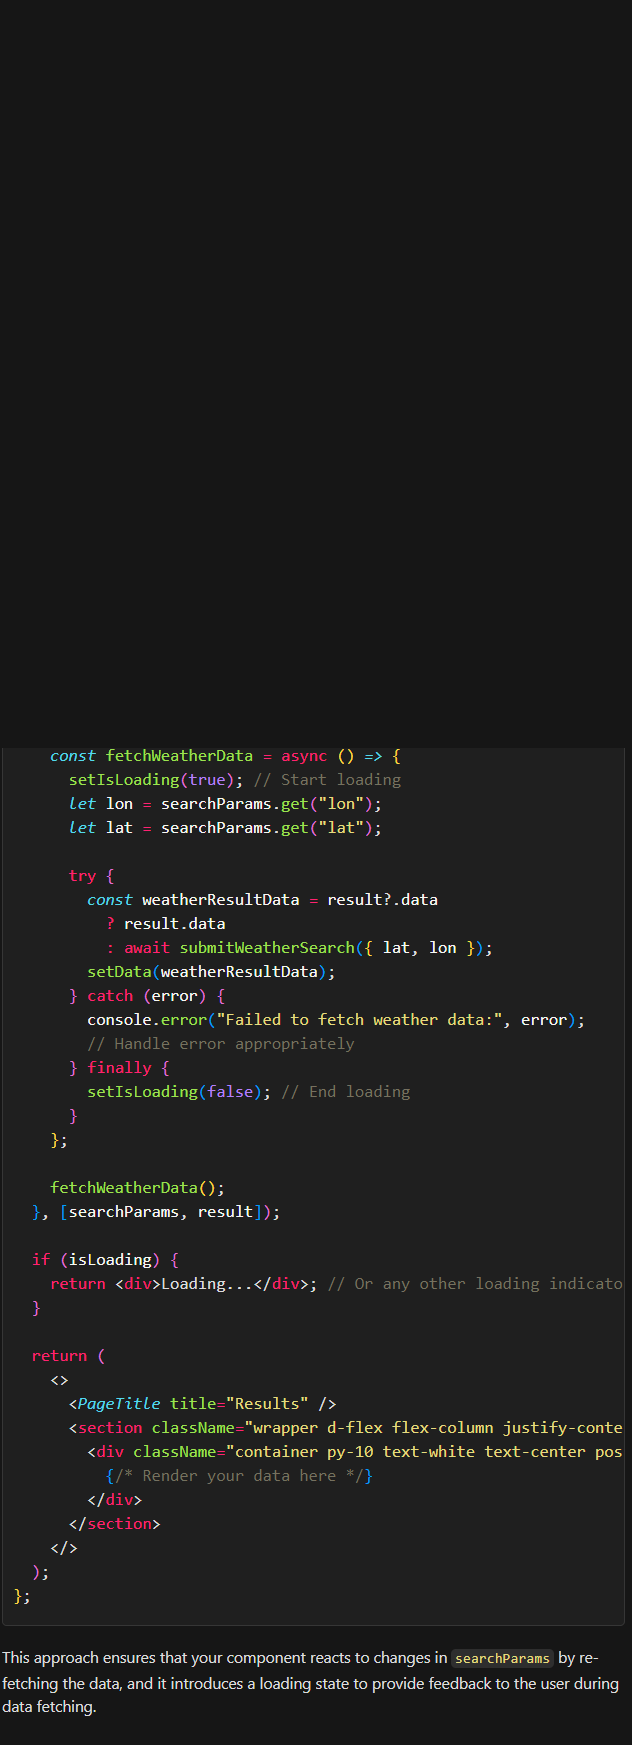 const fetchWeatherData = async () => {
setIsLoading(true); // Start loading
let lon = searchParams.get("lon");
let lat = searchParams.get("lat");
try {
const weatherResultData = result?.data
? result.data
: await submitWeatherSearch({ lat, lon });
setData(weatherResultData);
} catch (error) {
console.error("Failed to fetch weather data:", error);
// Handle error appropriately
} finally {
setIsLoading(false); // End loading
}
};
fetchWeatherData();
}, [searchParams, result]);
if (isLoading) {
return <div>Loading...</div>; // Or any other loading indicato
}
return (
<>
<PageTitle title="Results" />
<section className="wrapper d-flex flex-column justify-conte
<div className="container py-10 text-white text-center pos
{/* Render your data here */}
</div>
</section>
</>
);
};
This approach ensures that your component reacts to changes in searchParams by re-
fetching the data, and it introduces a loading state to provide feedback to the user during
data fetching.